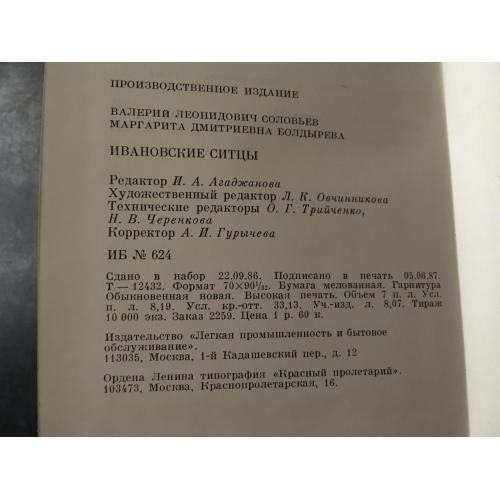 ПРОИЗВОДСТВЕННОЕ ИЗДАНИЕ
ВАЛЕРИЙ ЛЕОНИДОВИЧ СОЛОВЬЕВ
МАРГАРИТА ДМИТРИЕВНА БОЛДЫРЕВА
ИВАНОВСКИЕ СИТЦЫ
Редактор И. А. Агаджанова
Художественный редактор Л. К. Овчинникова
Технические редакторы О. Г. Трийченко,
Н. В. Черенкова
Корректор А. И. Гурычева
ИБ № 624
Сдано в набор 22.09.86. Подписано в печать 05.06.87.
Т — 12432. Формат 70×90¹/₃₂. Бумага мелованная. Гарнитура
Обыкновенная новая. Высокая печать. Объем 7 п. л. Усл.
п. л. 8,19. Усл. кр.-отт. 33,13. Уч.-изд. л. 8,07. Тираж
10 000 экз. Заказ 2259. Цена 1 р. 60 к.
Издательство «Легкая промышленность и бытовое
обслуживание».
113035, Москва, 1-й Кадашевский пер., д. 12
Ордена Ленина типография «Красный пролетарий».
103473, Москва, Краснопролетарская, 16.